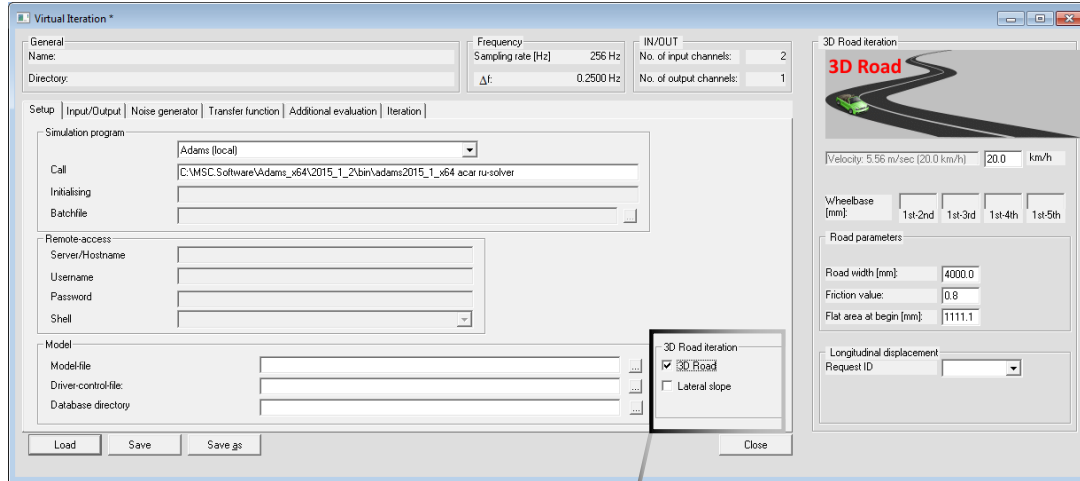 Virtual Iteration *
General
Name:
Directory:
Frequency
Sampling rate [Hz] 256 Hz
Δf: 0.2500 Hz
IN/OUT
No. of input channels: 2
No. of output channels: 1
Setup Input/Output Noise generator Transfer function Additional evaluation Iteration
Simulation program
Adams (local)
Call C:\MSC.Software\Adams_x64\2015_1_2\bin\adams2015_1_x64 acar ru-solver
Initialising
Batchfile ...
Remote-access
Server/Hostname
Username
Password
Shell
Model
Model-file ...
Driver-control-file: ...
Database directory ...
3D Road iteration
3D Road
Lateral slope
Load Save Save as Close
3D Road iteration
3D Road
Velocity: 5.56 m/sec (20.0 km/h) 20.0 km/h
Wheelbase
[mm]: 1st-2nd 1st-3rd 1st-4th 1st-5th
Road parameters
Road width [mm]: 4000.0
Friction value: 0.8
Flat area at begin [mm]: 1111.1
Longitudinal displacement
Request ID